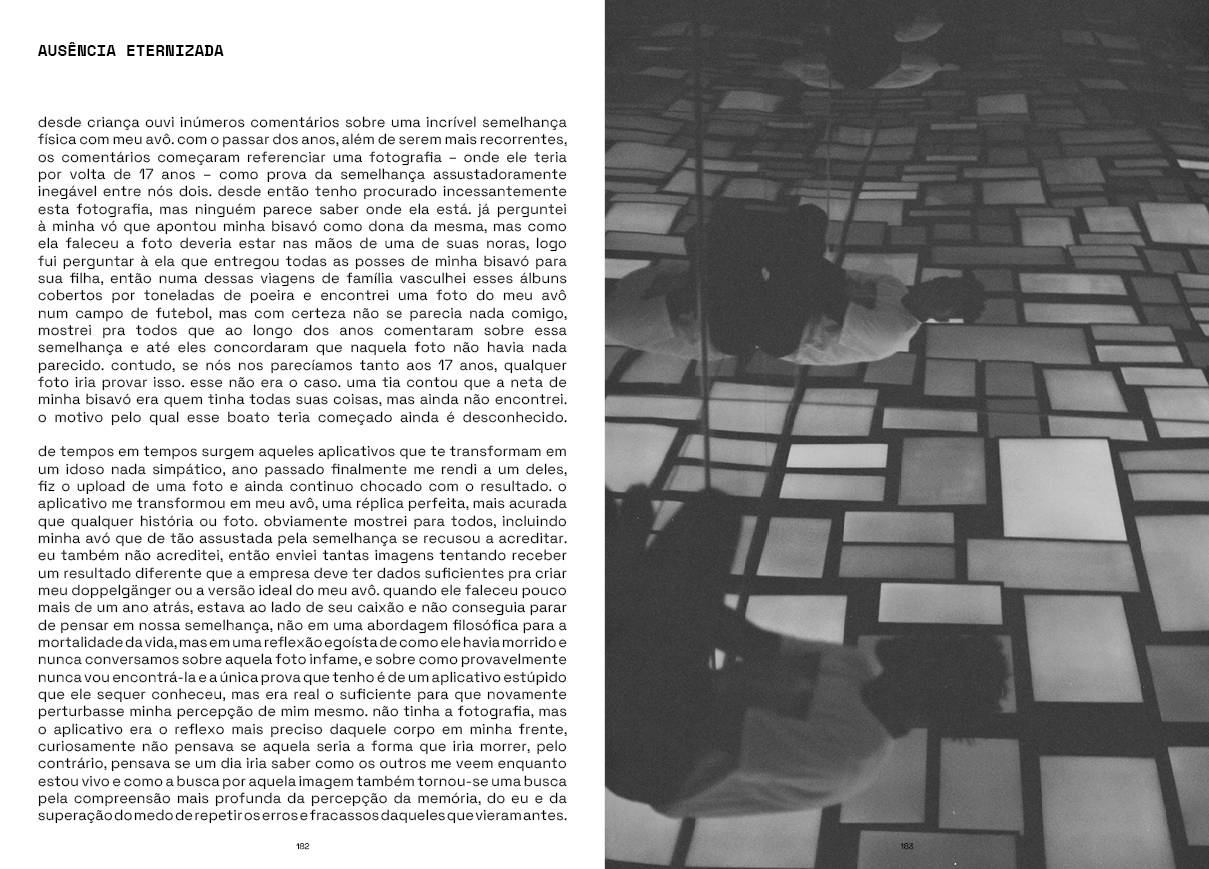 AUSÊNCIA ETERNIZADA
desde criança ouvi inúmeros comentários sobre uma incrível semelhança
física com meu avô. com o passar dos anos, além de serem mais recorrentes,
os comentários começaram referenciar uma fotografia – onde ele teria
por volta de 17 anos – como prova da semelhança assustadoramente
inegável entre nós dois. desde então tenho procurado incessantemente
esta fotografia, mas ninguém parece saber onde ela está. já perguntei
à minha vó que apontou minha bisavó como dona da mesma, mas como
ela faleceu a foto deveria estar nas mãos de uma de suas noras, logo
fui perguntar à ela que entregou todas as posses de minha bisavó para
sua filha, então numa dessas viagens de família vasculhei esses álbuns
cobertos por toneladas de poeira e encontrei uma foto do meu avô
num campo de futebol, mas com certeza não se parecia nada comigo,
mostrei pra todos que ao longo dos anos comentaram sobre essa
semelhança e até eles concordaram que naquela foto não havia nada
parecido. contudo, se nós nos parecíamos tanto aos 17 anos, qualquer
foto iria provar isso. esse não era o caso. uma tia contou que a neta de
minha bisavó era quem tinha todas suas coisas, mas ainda não encontrei.
o motivo pelo qual esse boato teria começado ainda é desconhecido.
de tempos em tempos surgem aqueles aplicativos que te transformam em
um idoso nada simpático, ano passado finalmente me rendi a um deles,
fiz o upload de uma foto e ainda continuo chocado com o resultado. o
aplicativo me transformou em meu avô, uma réplica perfeita, mais acurada
que qualquer história ou foto. obviamente mostrei para todos, incluindo
minha avó que de tão assustada pela semelhança se recusou a acreditar.
eu também não acreditei, então enviei tantas imagens tentando receber
um resultado diferente que a empresa deve ter dados suficientes pra criar
meu doppelgänger ou a versão ideal do meu avô. quando ele faleceu pouco
mais de um ano atrás, estava ao lado de seu caixão e não conseguia parar
de pensar em nossa semelhança, não em uma abordagem filosófica para a
mortalidade da vida, mas em uma reflexão egoísta de como ele havia morrido e
nunca conversamos sobre aquela foto infame, e sobre como provavelmente
nunca vou encontrá-la e a única prova que tenho é de um aplicativo estúpido
que ele sequer conheceu, mas era real o suficiente para que novamente
perturbasse minha percepção de mim mesmo. não tinha a fotografia, mas
o aplicativo era o reflexo mais preciso daquele corpo em minha frente,
curiosamente não pensava se aquela seria a forma que iria morrer, pelo
contrário, pensava se um dia iria saber como os outros me veem enquanto
estou vivo e como a busca por aquela imagem também tornou-se uma busca
pela compreensão mais profunda da percepção da memória, do eu e da
superação do medo de repetir os erros e fracassos daqueles que vieram antes.
182
183